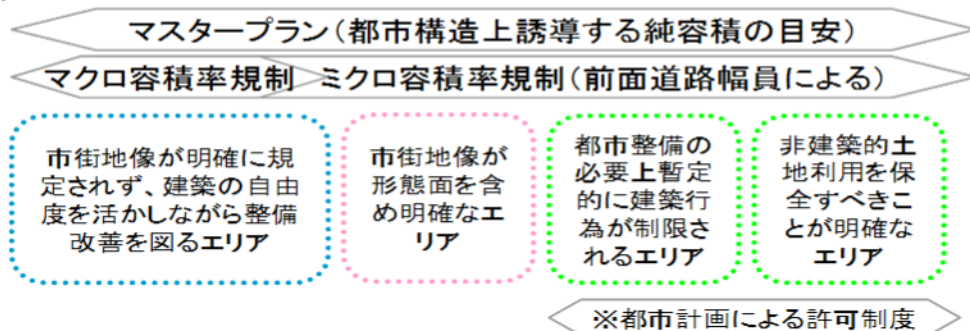 マスタープラン(都市構造上誘導する純容積の目安)
マクロ容積率規制
ミクロ容積率規制(前面道路幅員による)
市街地像が明確に規
定されず、建築の自由
度を活かしながら整備
改善を図るエリア
市街地像が
形態面を含
め明確なエ
リア
都市整備の
必要上暫定
的に建築行
為が制限さ
れるエリア
非建築的土
地利用を保
全すべきこ
とが明確な
エリア
※都市計画による許可制度